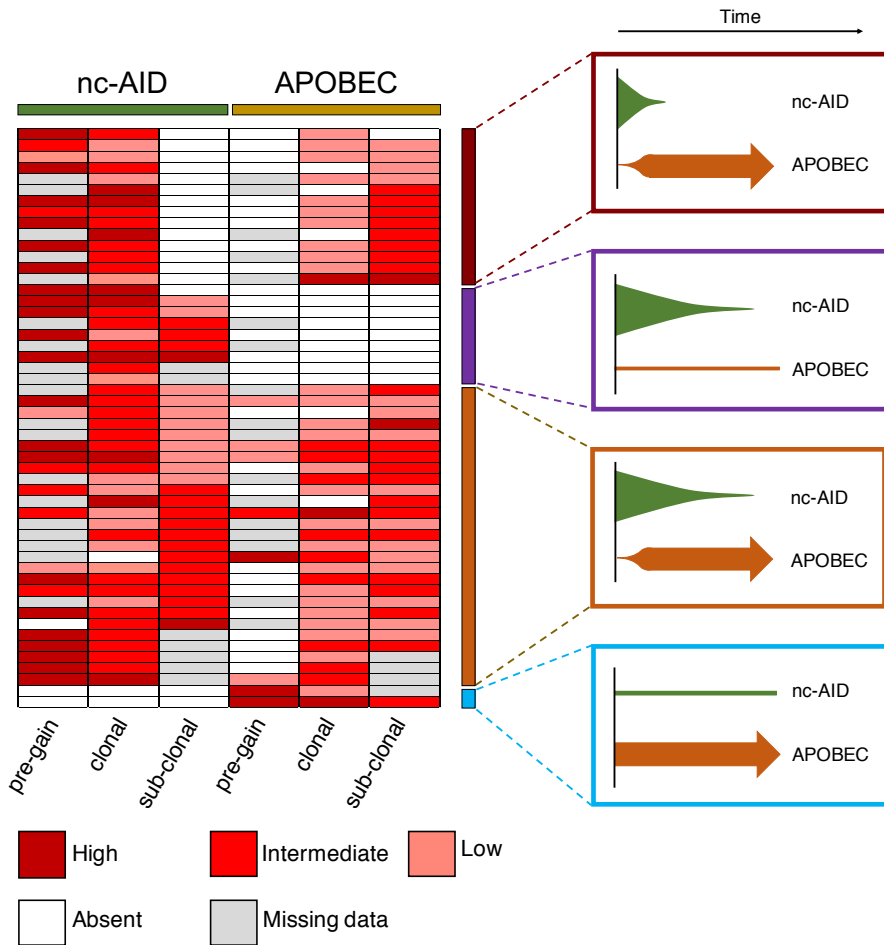 Time
nc-AID APOBEC
nc-AID
APOBEC
nc-AID
APOBEC
nc-AID
APOBEC
nc-AID
APOBEC
pre-gain clonal sub-clonal pre-gain clonal sub-clonal
High Intermediate Low
Absent Missing data